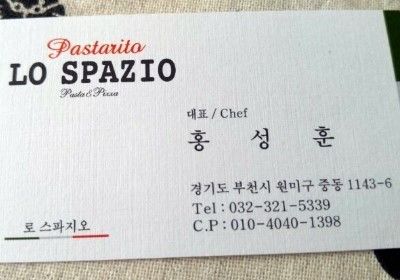 Pastarito
LO SPAZIO
Pasta & Pizza
대표 / Chef
홍 성 훈
경기도 부천시 원미구 중동 1143-6
Tel : 032-321-5339
C.P : 010-4040-1398
로 스파지오